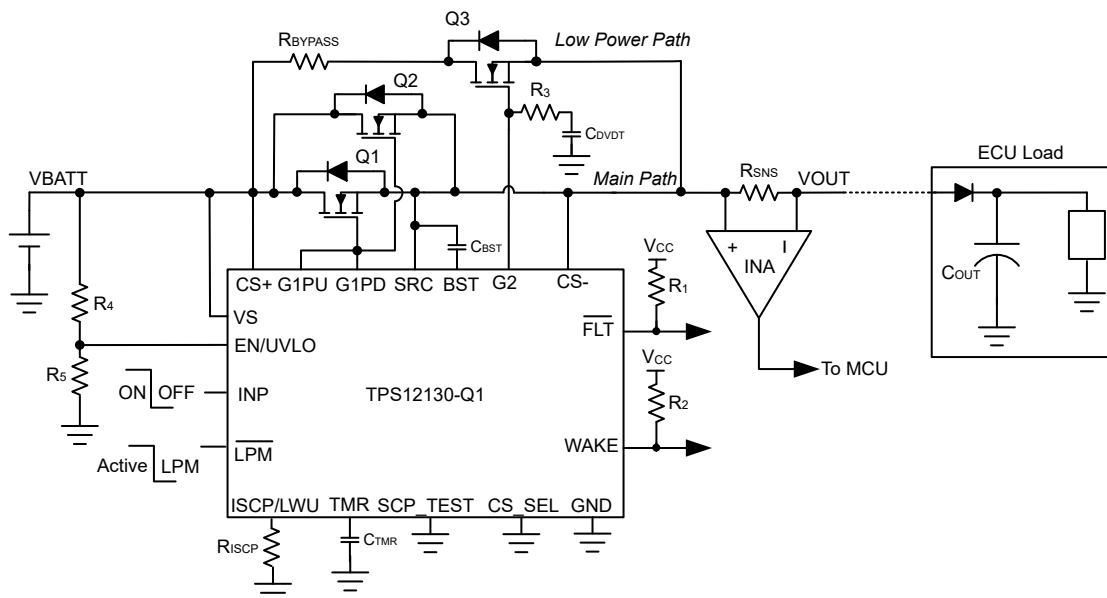 Q3
RBYPASS
Low Power Path
Q2
R3
CDVDT
Q1
VBATT
Main Path
RSNS
VOUT
ECU Load
CBST
+
I
INA
COUT
CS+ G1PU G1PD SRC BST G2 CS-
VCC
R1
R4
VS
FLT
EN/UVLO
R5
VCC
To MCU
ON OFF
INP
TPS12130-Q1
R2
Active LPM
LPM
WAKE
ISCP/LWU TMR SCP_TEST CS_SEL GND
RISCP
CTMR